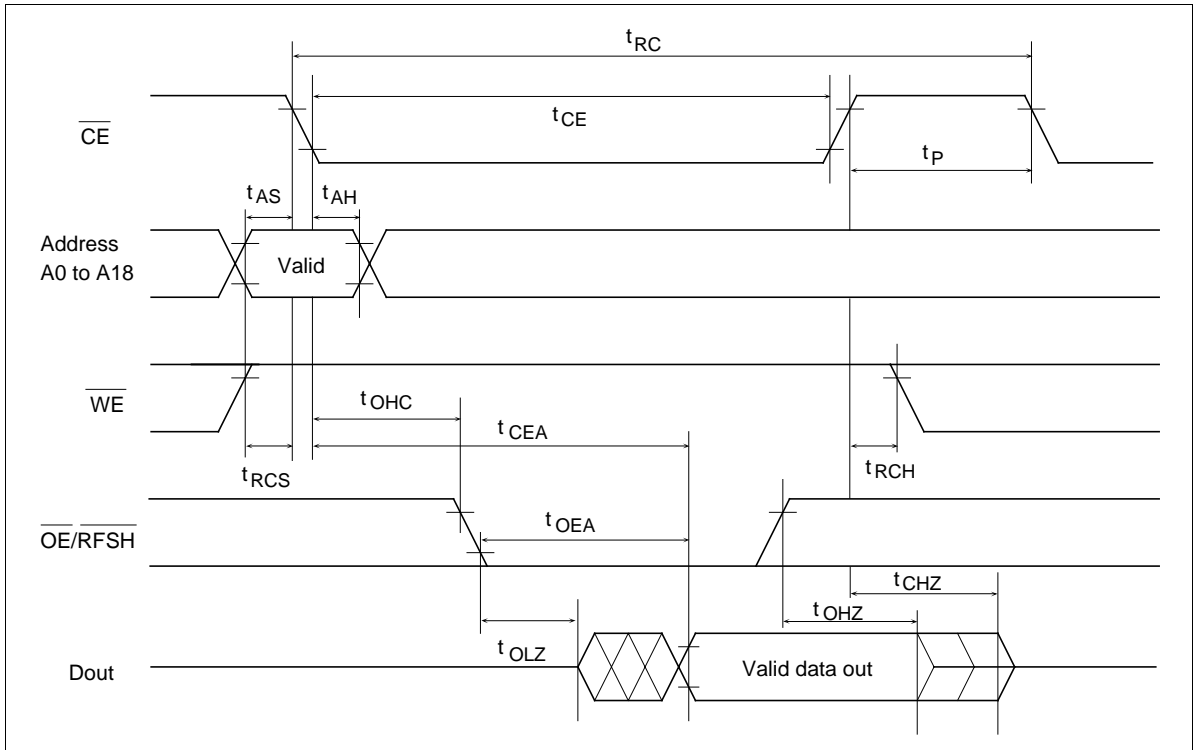 tRC
CE
tCE
tP
tAS
tAH
Address
A0 to A18
Valid
WE
tOHC
tCEA
tRCS
tRCH
OE/RFSH
tOEA
tCHZ
tOHZ
tOLZ
Dout
Valid data out